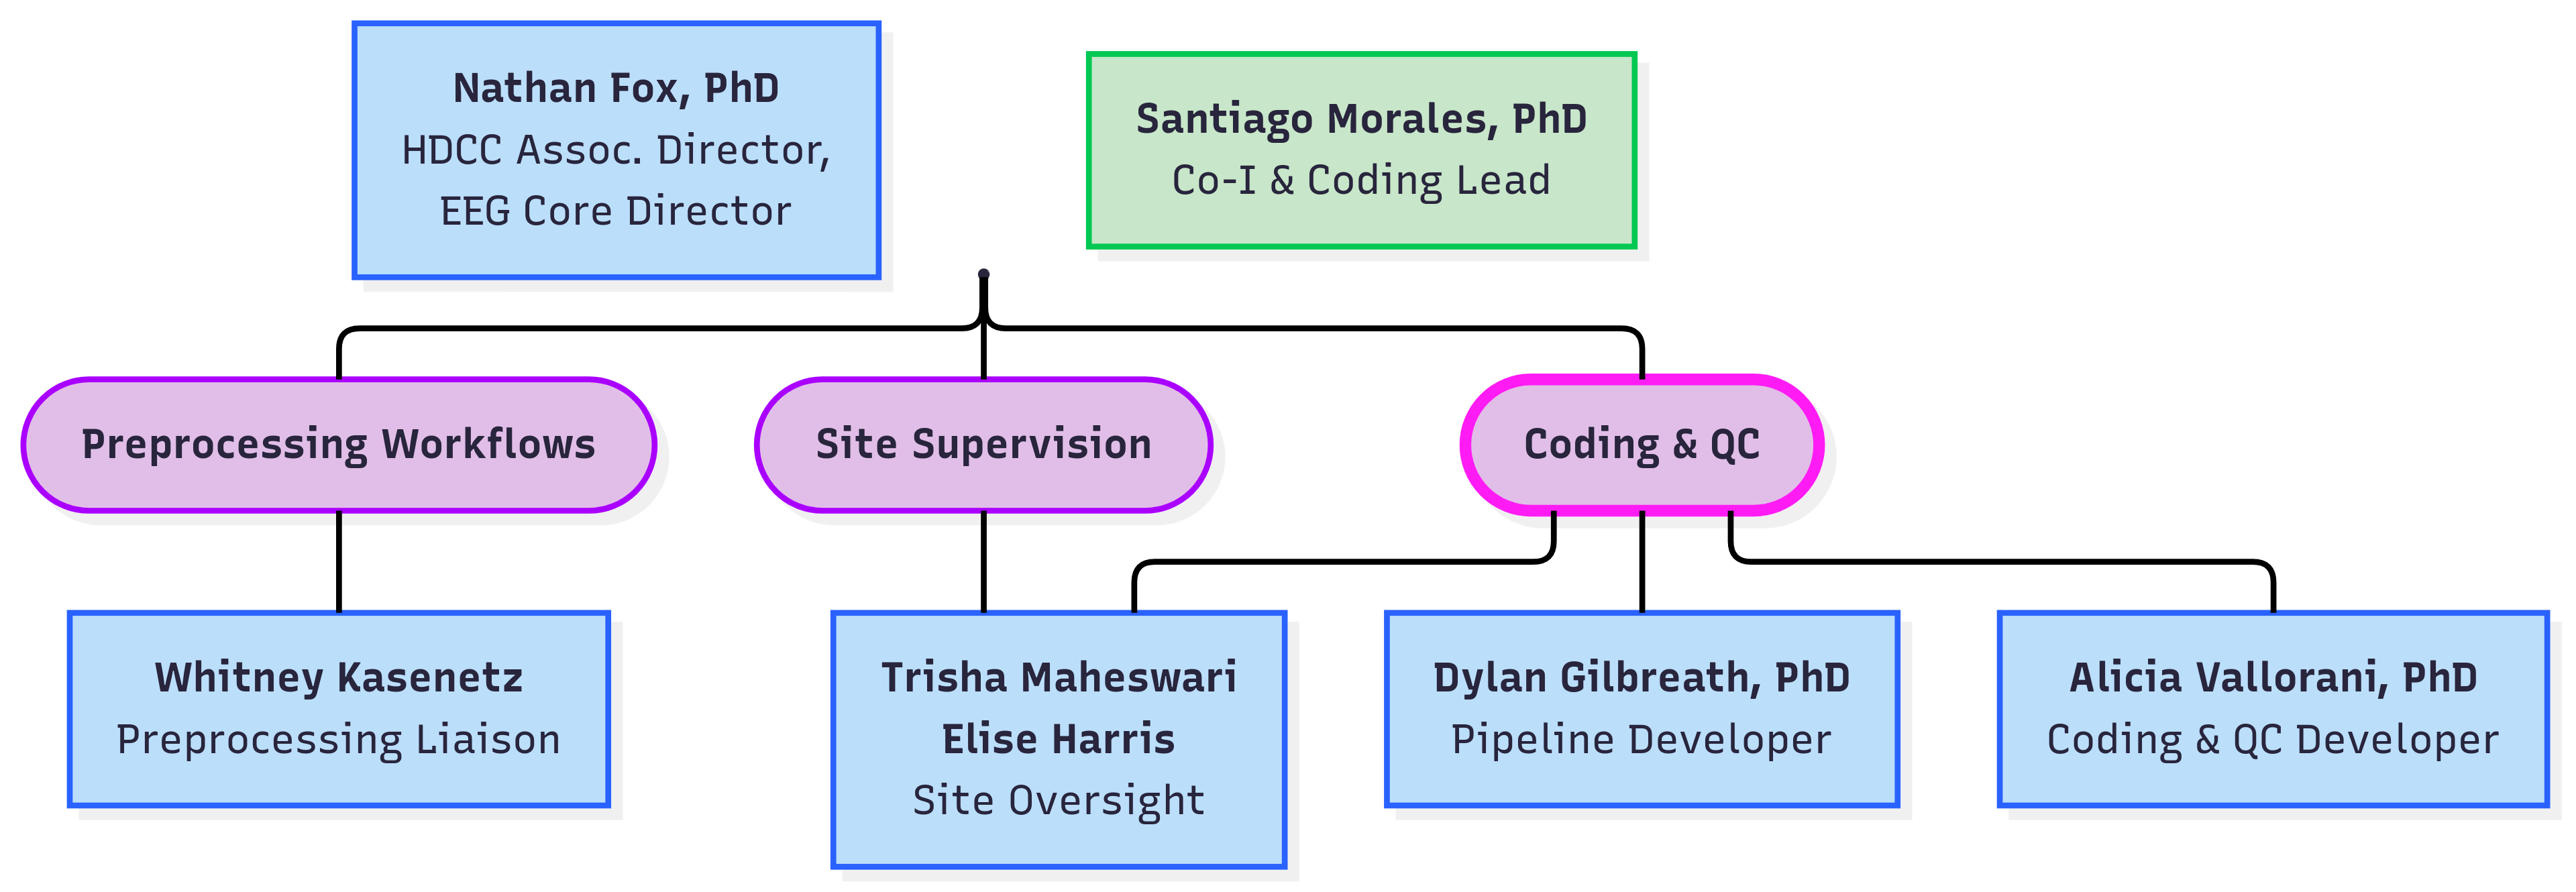 Nathan Fox, PhD
HDCC Assoc. Director,
EEG Core Director
Santiago Morales, PhD
Co-I & Coding Lead
Preprocessing Workflows
Site Supervision
Coding & QC
Whitney Kasenetz
Preprocessing Liaison
Trisha Maheswari
Elise Harris
Site Oversight
Dylan Gilbreath, PhD
Pipeline Developer
Alicia Vallorani, PhD
Coding & QC Developer